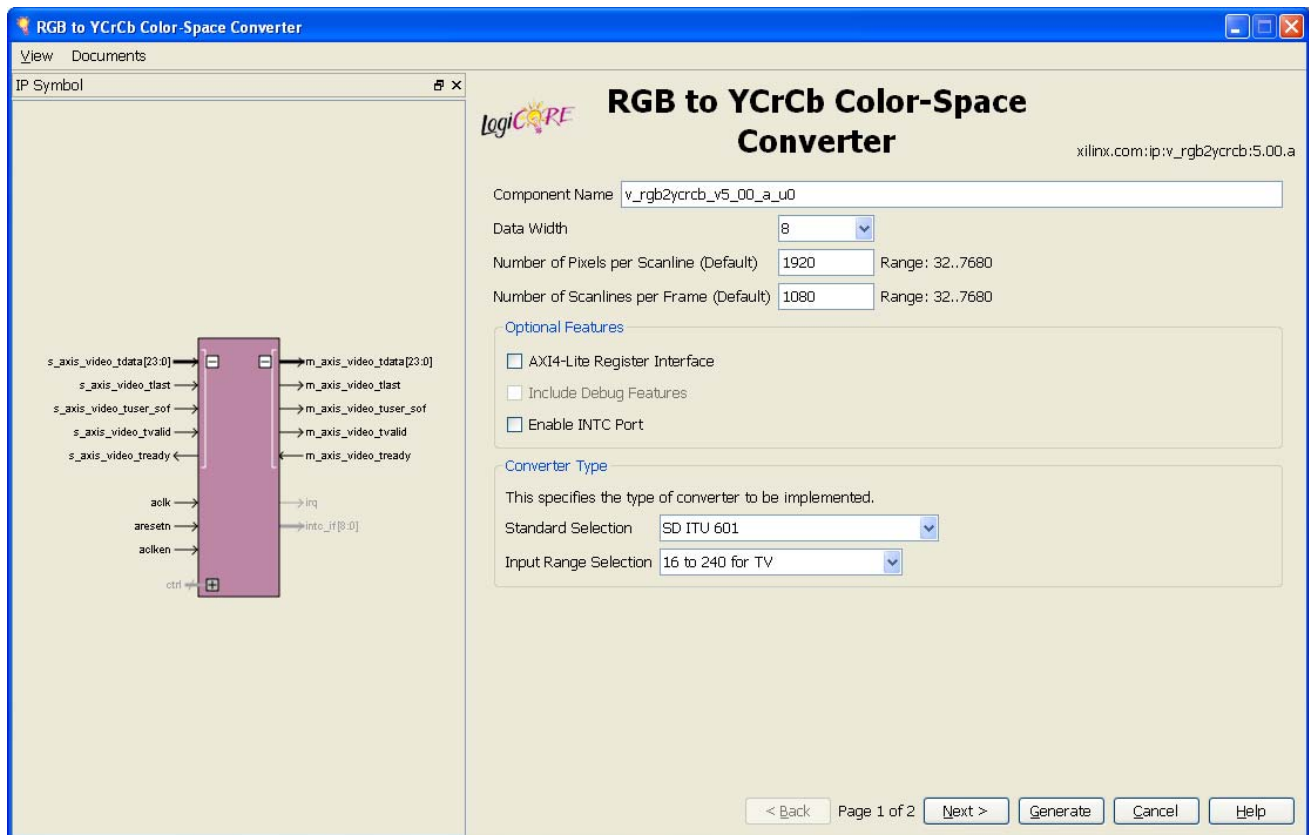 RGB to YCrCb Color-Space Converter
View Documents
IP Symbol
s_axis_video_tdata[23:0]
s_axis_video_tlast
s_axis_video_tuser_sof
s_axis_video_tvalid
s_axis_video_tready
aclk
aresetn
aclken
ctrl
m_axis_video_tdata[23:0]
m_axis_video_tlast
m_axis_video_tuser_sof
m_axis_video_tvalid
m_axis_video_tready
irq
intc_if[8:0]
LogiCORE
RGB to YCrCb Color-Space
Converter
xilinx.com:ip:v_rgb2ycrcb:5.00.a
Component Name v_rgb2ycrcb_v5_00_a_u0
Data Width 8
Number of Pixels per Scanline (Default) 1920 Range: 32..7680
Number of Scanlines per Frame (Default) 1080 Range: 32..7680
Optional Features
AXI4-Lite Register Interface
Include Debug Features
Enable INTC Port
Converter Type
This specifies the type of converter to be implemented.
Standard Selection SD ITU 601
Input Range Selection 16 to 240 for TV
< Back Page 1 of 2 Next > Generate Cancel Help